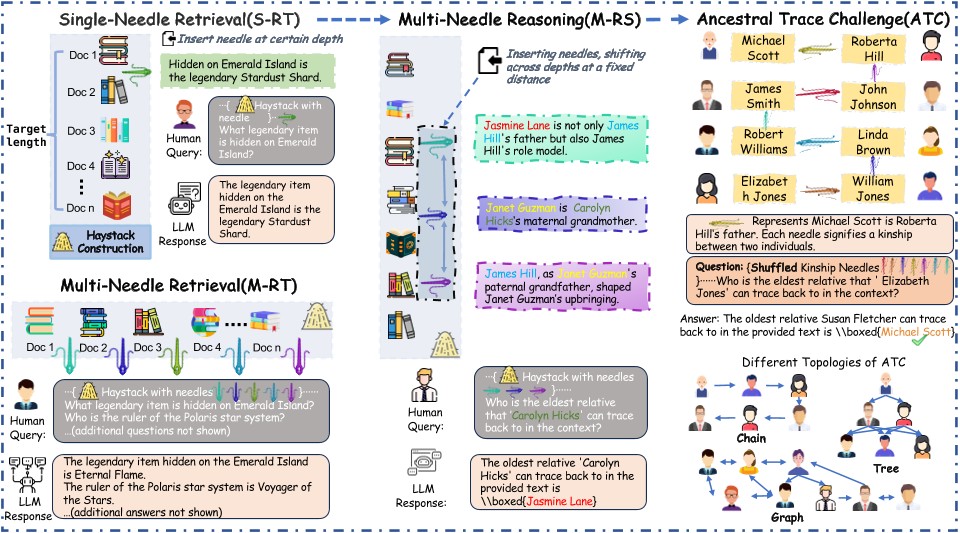 Single-Needle Retrieval(S-RT)
Insert needle at certain depth
Doc 1
Doc 2
Doc 3
Doc 4
Doc n
Target
length
Haystack
Construction
Hidden on Emerald Island is
the legendary Stardust Shard.
Human
Query:
...{ Haystack with
needle }...
What legendary item
is hidden on Emerald
Island?
LLM
Response
The legendary item
hidden on the
Emerald Island is the
legendary Stardust
Shard.
Multi-Needle Retrieval(M-RT)
Doc 1
Doc 2
Doc 3
Doc 4
Doc n
Human
Query:
...{ Haystack with needles
}......
What legendary item is hidden on Emerald Island?
Who is the ruler of the Polaris star system?
...(additional questions not shown)
LLM
Response
The legendary item hidden on the Emerald Island
is Eternal Flame.
The ruler of the Polaris star system is Voyager of
the Stars.
...(additional answers not shown)
Multi-Needle Reasoning(M-RS)
Inserting needles, shifting
across depths at a fixed
distance
Jasmine Lane is not only James
Hill's father but also James
Hill's role model.
Janet Guzman is Carolyn
Hicks's maternal grandmother.
James Hill, as Janet Guzman's
paternal grandfather, shaped
Janet Guzman's upbringing.
Human
Query:
...{ Haystack with needles
}......
Who is the eldest relative
that 'Carolyn Hicks' can trace
back to in the context?
LLM
Response:
The oldest relative 'Carolyn
Hicks' can trace back to in the
provided text is
\\boxed{Jasmine Lane}
Ancestral Trace Challenge(ATC)
Michael
Scott
Roberta
Hill
James
Smith
John
Johnson
Robert
Williams
Linda
Brown
Elizabet
h Jones
William
Jones
Represents Michael Scott is Roberta
Hill's father. Each needle signifies a kinship
between two individuals.
Question: {Shuffled Kinship Needles
}......Who is the eldest relative that ' Elizabeth
Jones' can trace back to in the context?
Answer: The oldest relative Susan Fletcher can trace
back to in the provided text is \\boxed{Michael Scott}
Different Topologies of ATC
Chain
Tree
Graph